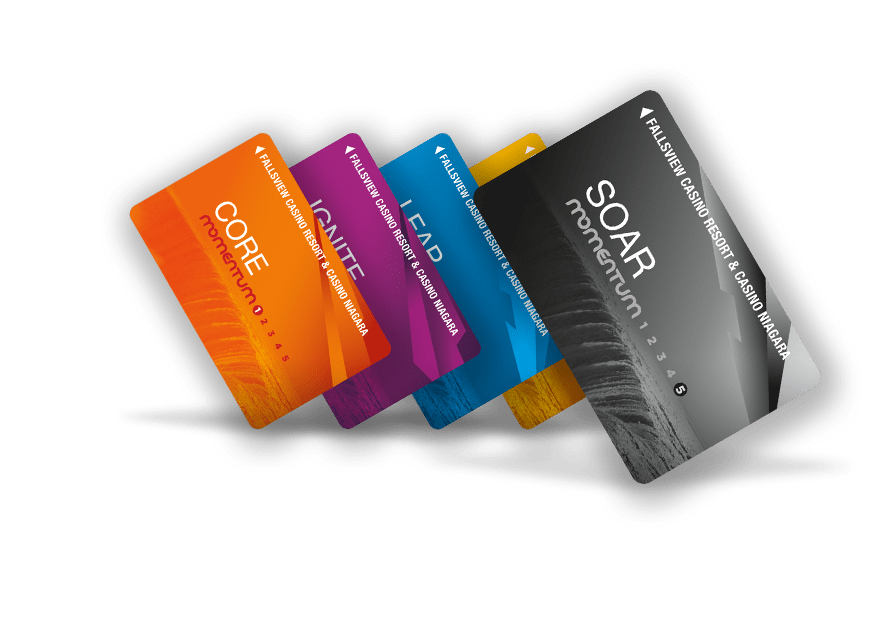 FALLSVIEW CASINO RESORT & CASINO NIAGARA
CORE
momentum
1 2 3 4 5
FALLSVIEW CASINO RESORT & CASINO NIAGARA
IGNITE
FALLSVIEW CASINO RESORT & CASINO NIAGARA
LEAP
FALLSVIEW CASINO RESORT & CASINO NIAGARA
SOAR
momentum
1 2 3 4 5